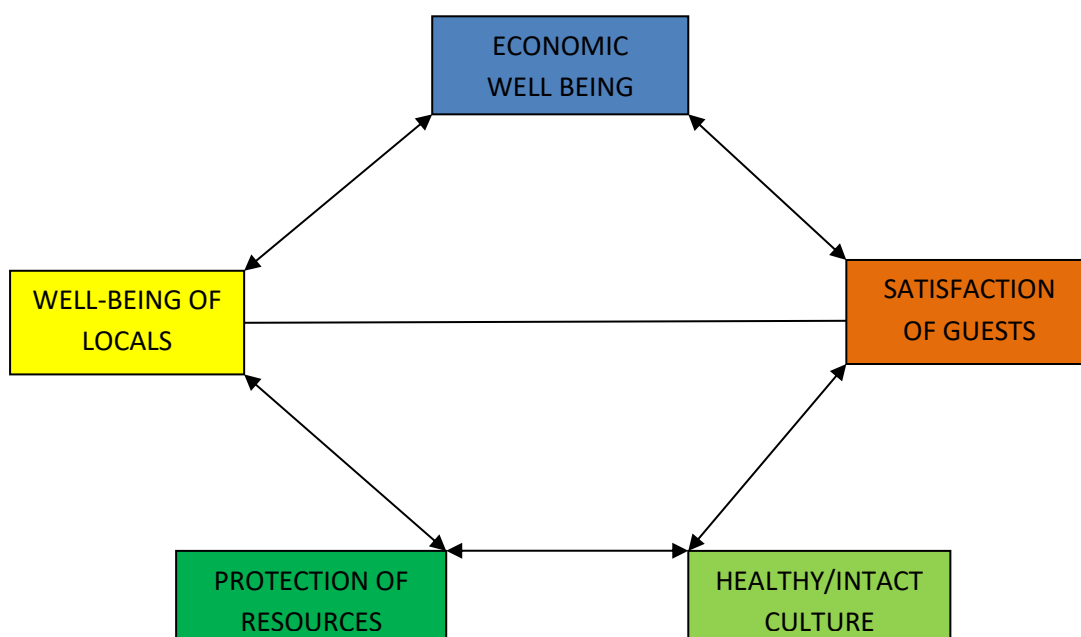 ECONOMIC
WELL BEING
WELL-BEING OF
LOCALS
SATISFACTION
OF GUESTS
PROTECTION OF
RESOURCES
HEALTHY/INTACT
CULTURE